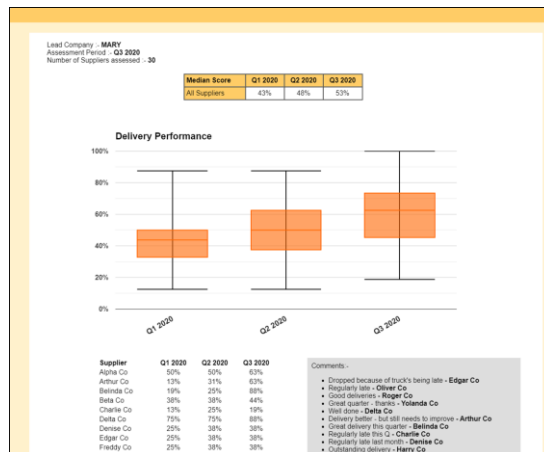 Lead Company :- MARY
Assessment Period :- Q3 2020
Number of Suppliers assessed :- 30
Median Score Q1 2020 Q2 2020 Q3 2020
All Suppliers 43% 48% 53%
Delivery Performance
100%
80%
60%
40%
20%
0%
Q1 2020 Q2 2020 Q3 2020
Supplier Q1 2020 Q2 2020 Q3 2020
Alpha Co 50% 50% 63%
Arthur Co 13% 31% 63%
Belinda Co 19% 25% 88%
Beta Co 38% 38% 44%
Charlie Co 13% 25% 19%
Delta Co 75% 75% 88%
Denise Co 25% 38% 38%
Edgar Co 25% 38% 38%
Freddy Co 25% 38% 38%
Comments :-
Dropped because of truck's being late - Edgar Co
Regularly late - Oliver Co
Good deliveries - Roger Co
Great quarter - thanks - Yolanda Co
Well done - Delta Co
Delivery better - but still needs to improve - Arthur Co
Great delivery this quarter - Belinda Co
Regularly late this Q - Charlie Co
Regularly late last month - Denise Co
Outstanding delivery - Harry Co